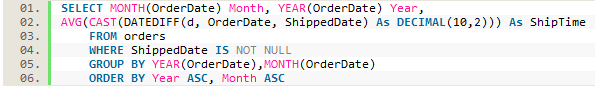 01. SELECT MONTH(OrderDate) Month, YEAR(OrderDate) Year,
02. AVG(CAST(DATEDIFF(d, OrderDate, ShippedDate) As DECIMAL(10,2))) As ShipTime
03. FROM orders
04. WHERE ShippedDate IS NOT NULL
05. GROUP BY YEAR(OrderDate),MONTH(OrderDate)
06. ORDER BY Year ASC, Month ASC